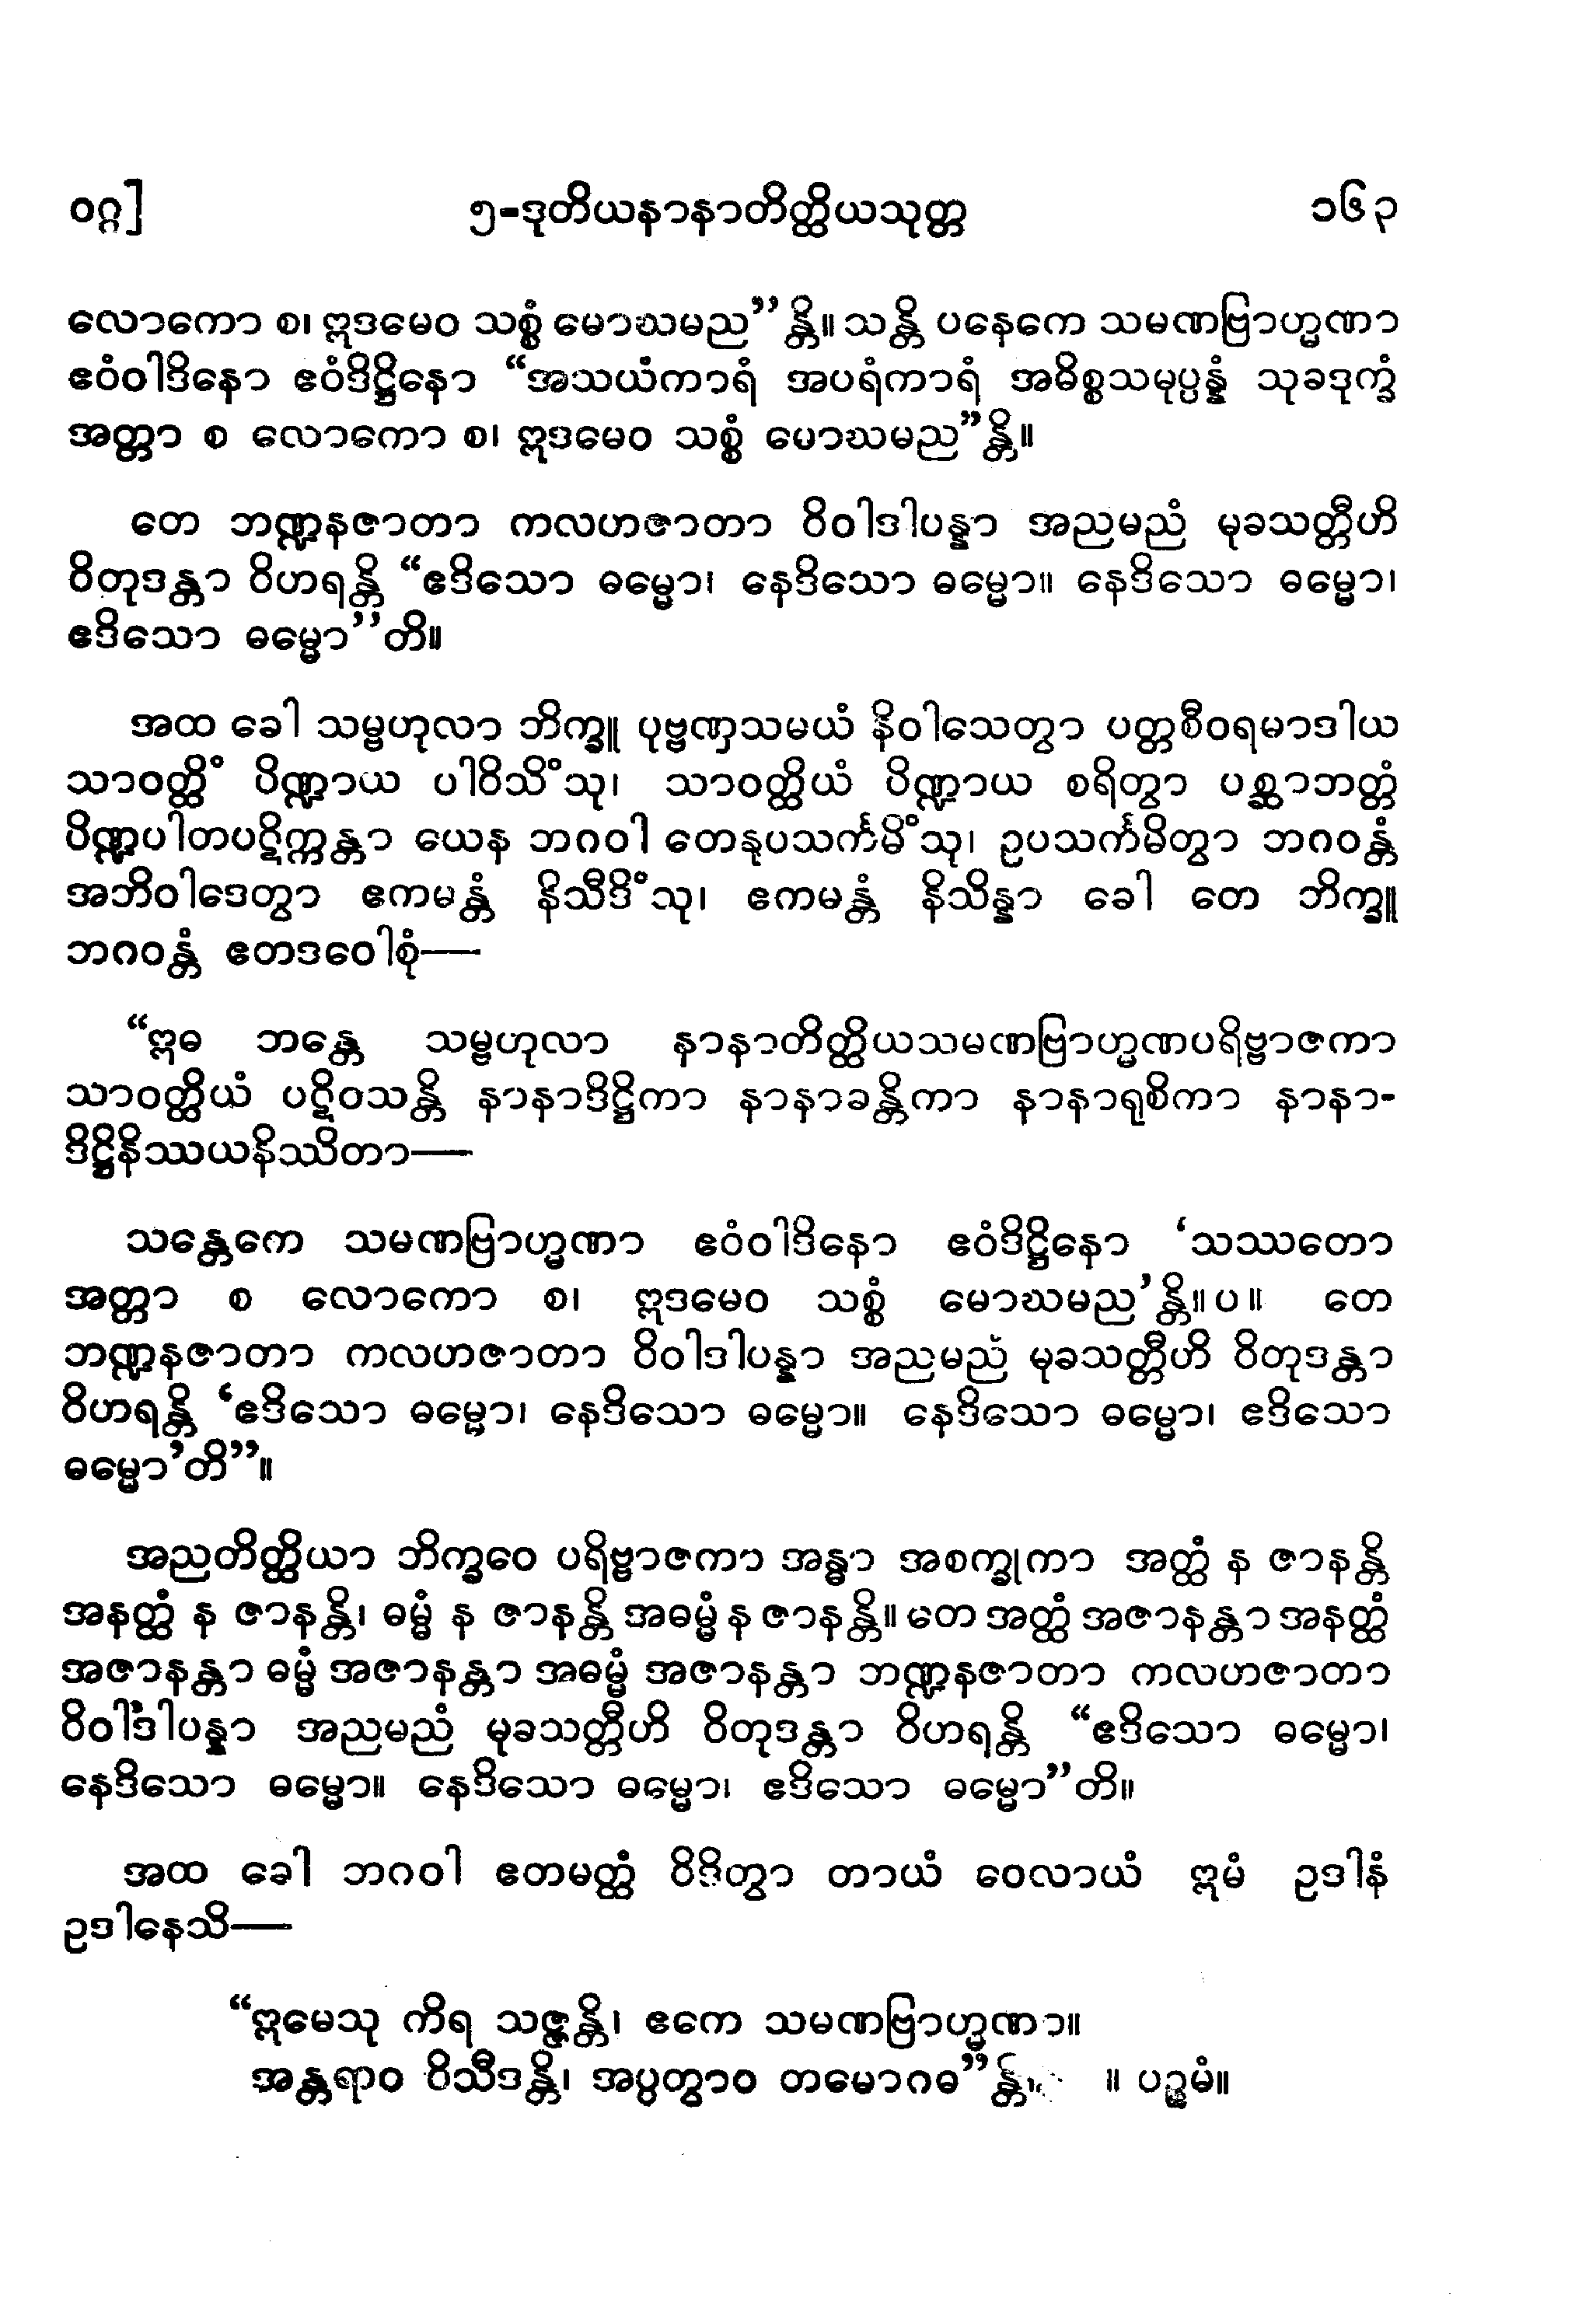 ၀ဂ္ဂ] ၅-ဒုတိယနာနာတိတ္ထိယသုတ္တ ၁၆၃
လောကော စ၊ ဣဒမေဝ သစ္စံ မောဃမည” န္တိ။ သန္တိ ပနေကေ သမဏဗြာဟ္မဏာ
ဧဝံဝါဒိနော ဧဝံဒိဋ္ဌိနော “အသယံကာရံ အပရံကာရံ အဓိစ္စသမုပ္ပန္နံ သုခဒုက္ခံ
အတ္တာ စ လောကော စ၊ ဣဒမေဝ သစ္စံ မောဃမည”န္တိ။
တေ ဘဏ္ဍနဇာတာ ကလဟဇာတာ ဝိဝါဒါပန္နာ အညမညံ မုခသတ္တီဟိ
ဝိတုဒန္တာ ဝိဟရန္တိ “ဧဒိသော ဓမ္မော၊ နေဒိသော ဓမ္မော။ နေဒိသော ဓမ္မော၊
ဧဒိသော ဓမ္မော”တိ။
အထ ခေါ သမ္ဗဟုလာ ဘိက္ခူ ပုဗ္ဗဏှသမယံ နိဝါသေတွာ ပတ္တစီဝရမာဒါယ
သာဝတ္ထိံ ပိဏ္ဍာယ ပါဝိသိံသု၊ သာဝတ္ထိယံ ပိဏ္ဍာယ စရိတွာ ပစ္ဆာဘတ္တံ
ပိဏ္ဍပါတပဋိက္ကန္တာ ယေန ဘဂဝါ တေနုပသင်္ကမိံသု၊ ဥပသင်္ကမိတွာ ဘဂဝန္တံ
အဘိဝါဒေတွာ ဧကမန္တံ နိသီဒိံသု၊ ဧကမန္တံ နိသိန္နာ ခေါ တေ ဘိက္ခူ
ဘဂဝန္တံ ဧတဒဝေါစုံ—
“ဣဓ ဘန္တေ သမ္ဗဟုလာ နာနာတိတ္ထိယသမဏဗြာဟ္မဏပရိဗ္ဗာဇကာ
သာဝတ္ထိယံ ပဋိဝသန္တိ နာနာဒိဋ္ဌိကာ နာနာခန္တိကာ နာနာရုစိကာ နာနာ-
ဒိဋ္ဌိနိဿယနိဿိတာ—
သန္တေကေ သမဏဗြာဟ္မဏာ ဧဝံဝါဒိနော ဧဝံဒိဋ္ဌိနော ‘သဿတော
အတ္တာ စ လောကော စ၊ ဣဒမေဝ သစ္စံ မောဃမည’န္တိ။ပ။ တေ
ဘဏ္ဍနဇာတာ ကလဟဇာတာ ဝိဝါဒါပန္နာ အညမညံ မုခသတ္တီဟိ ဝိတုဒန္တာ
ဝိဟရန္တိ ‘ဧဒိသော ဓမ္မော၊ နေဒိသော ဓမ္မော။ နေဒိသော ဓမ္မော၊ ဧဒိသော
ဓမ္မော’တိ”။
အညတိတ္ထိယာ ဘိက္ခဝေ ပရိဗ္ဗာဇကာ အန္ဓာ အစက္ခုကာ အတ္ထံ န ဇာနန္တိ
အနတ္ထံ န ဇာနန္တိ၊ ဓမ္မံ န ဇာနန္တိ အဓမ္မံ န ဇာနန္တိ။ တေ အတ္ထံ အဇာနန္တာ အနတ္ထံ
အဇာနန္တာ ဓမ္မံ အဇာနန္တာ အဓမ္မံ အဇာနန္တာ ဘဏ္ဍနဇာတာ ကလဟဇာတာ
ဝိဝါဒါပန္နာ အညမညံ မုခသတ္တီဟိ ဝိတုဒန္တာ ဝိဟရန္တိ “ဧဒိသော ဓမ္မော၊
နေဒိသော ဓမ္မော။ နေဒိသော ဓမ္မော၊ ဧဒိသော ဓမ္မော”တိ။
အထ ခေါ ဘဂဝါ ဧတမတ္ထံ ဝိဒိတွာ တာယံ ဝေလာယံ ဣမံ ဥဒါနံ
ဥဒါနေသိ—
“ဣမေသု ကိရ သဇ္ဇန္တိ၊ ဧကေ သမဏဗြာဟ္မဏာ။
အန္တရာဝ ဝိသီဒန္တိ၊ အပ္ပတွာဝ တမောဂဓ”န္တိ။ ။ ပဉ္စမံ။